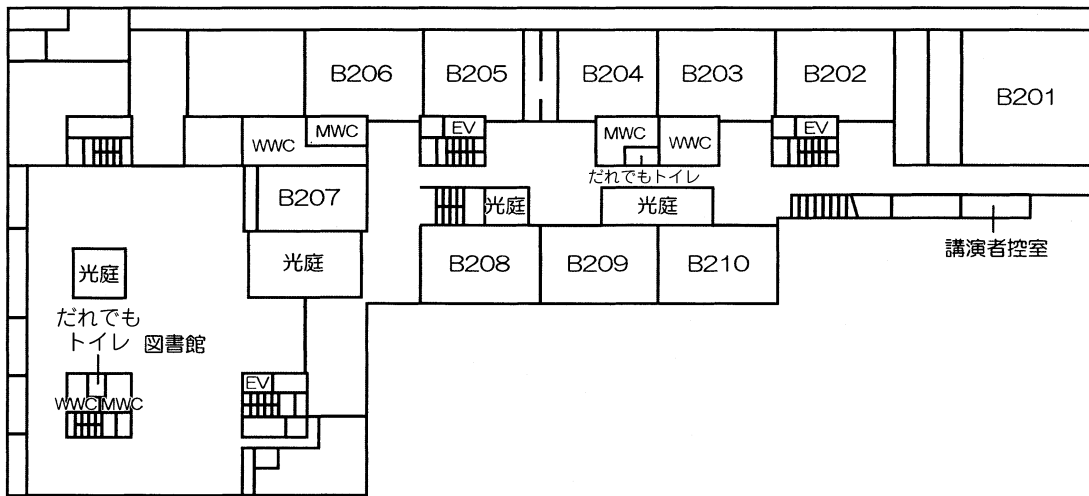 B206
B205
B204
B203
B202
B201
MWC
WWC
EV
MWC
WWC
EV
だれでもトイレ
B207
光庭
光庭
講演者控室
光庭
光庭
B208
B209
B210
だれでも
トイレ
図書館
EV
WWC
MWC